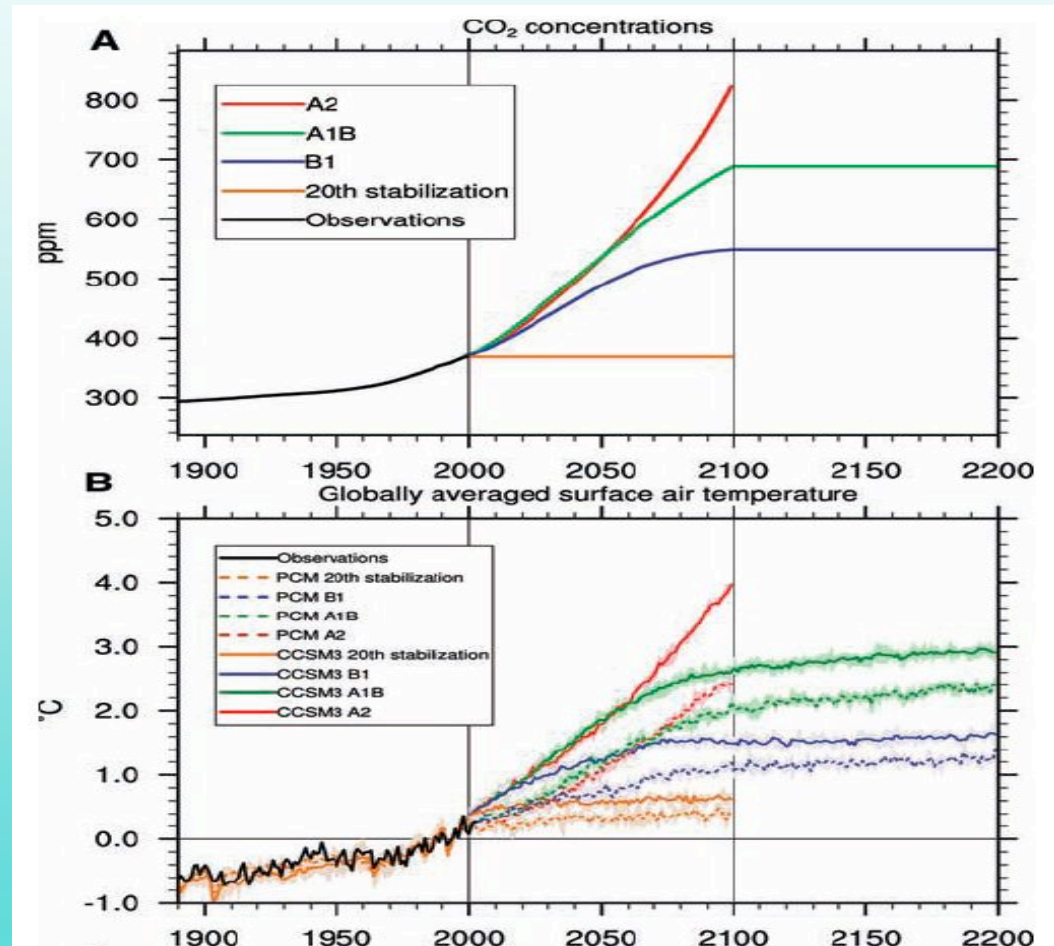 A
CO₂ concentrations
800
700
600
500
400
300
ppm
A2
A1B
B1
20th stabilization
Observations
1900 1950 2000 2050 2100 2150 2200
B
Globally averaged surface air temperature
5.0
4.0
3.0
2.0
1.0
0.0
-1.0
°C
Observations
PCM 20th stabilization
PCM B1
PCM A1B
PCM A2
CCSM3 20th stabilization
CCSM3 B1
CCSM3 A1B
CCSM3 A2
1900 1950 2000 2050 2100 2150 2200